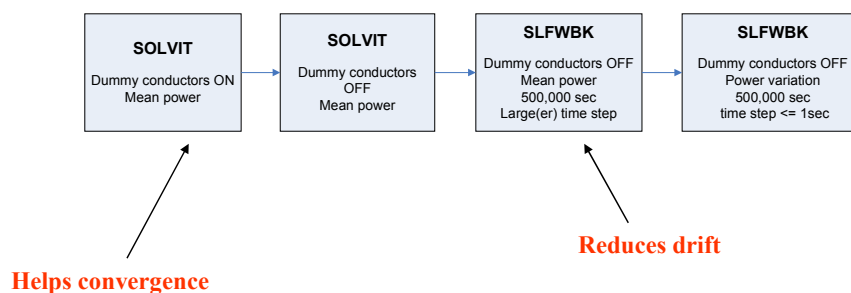 SOLVIT
Dummy conductors ON
Mean power
SOLVIT
Dummy conductors
OFF
Mean power
SLFWBK
Dummy conductors OFF
Mean power
500,000 sec
Large(er) time step
SLFWBK
Dummy conductors OFF
Power variation
500,000 sec
time step <= 1sec
Reduces drift
Helps convergence